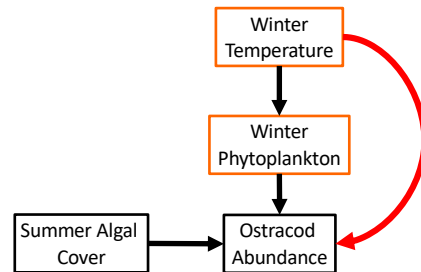 Winter
Temperature
Winter
Phytoplankton
Summer Algal
Cover
Ostracod
Abundance